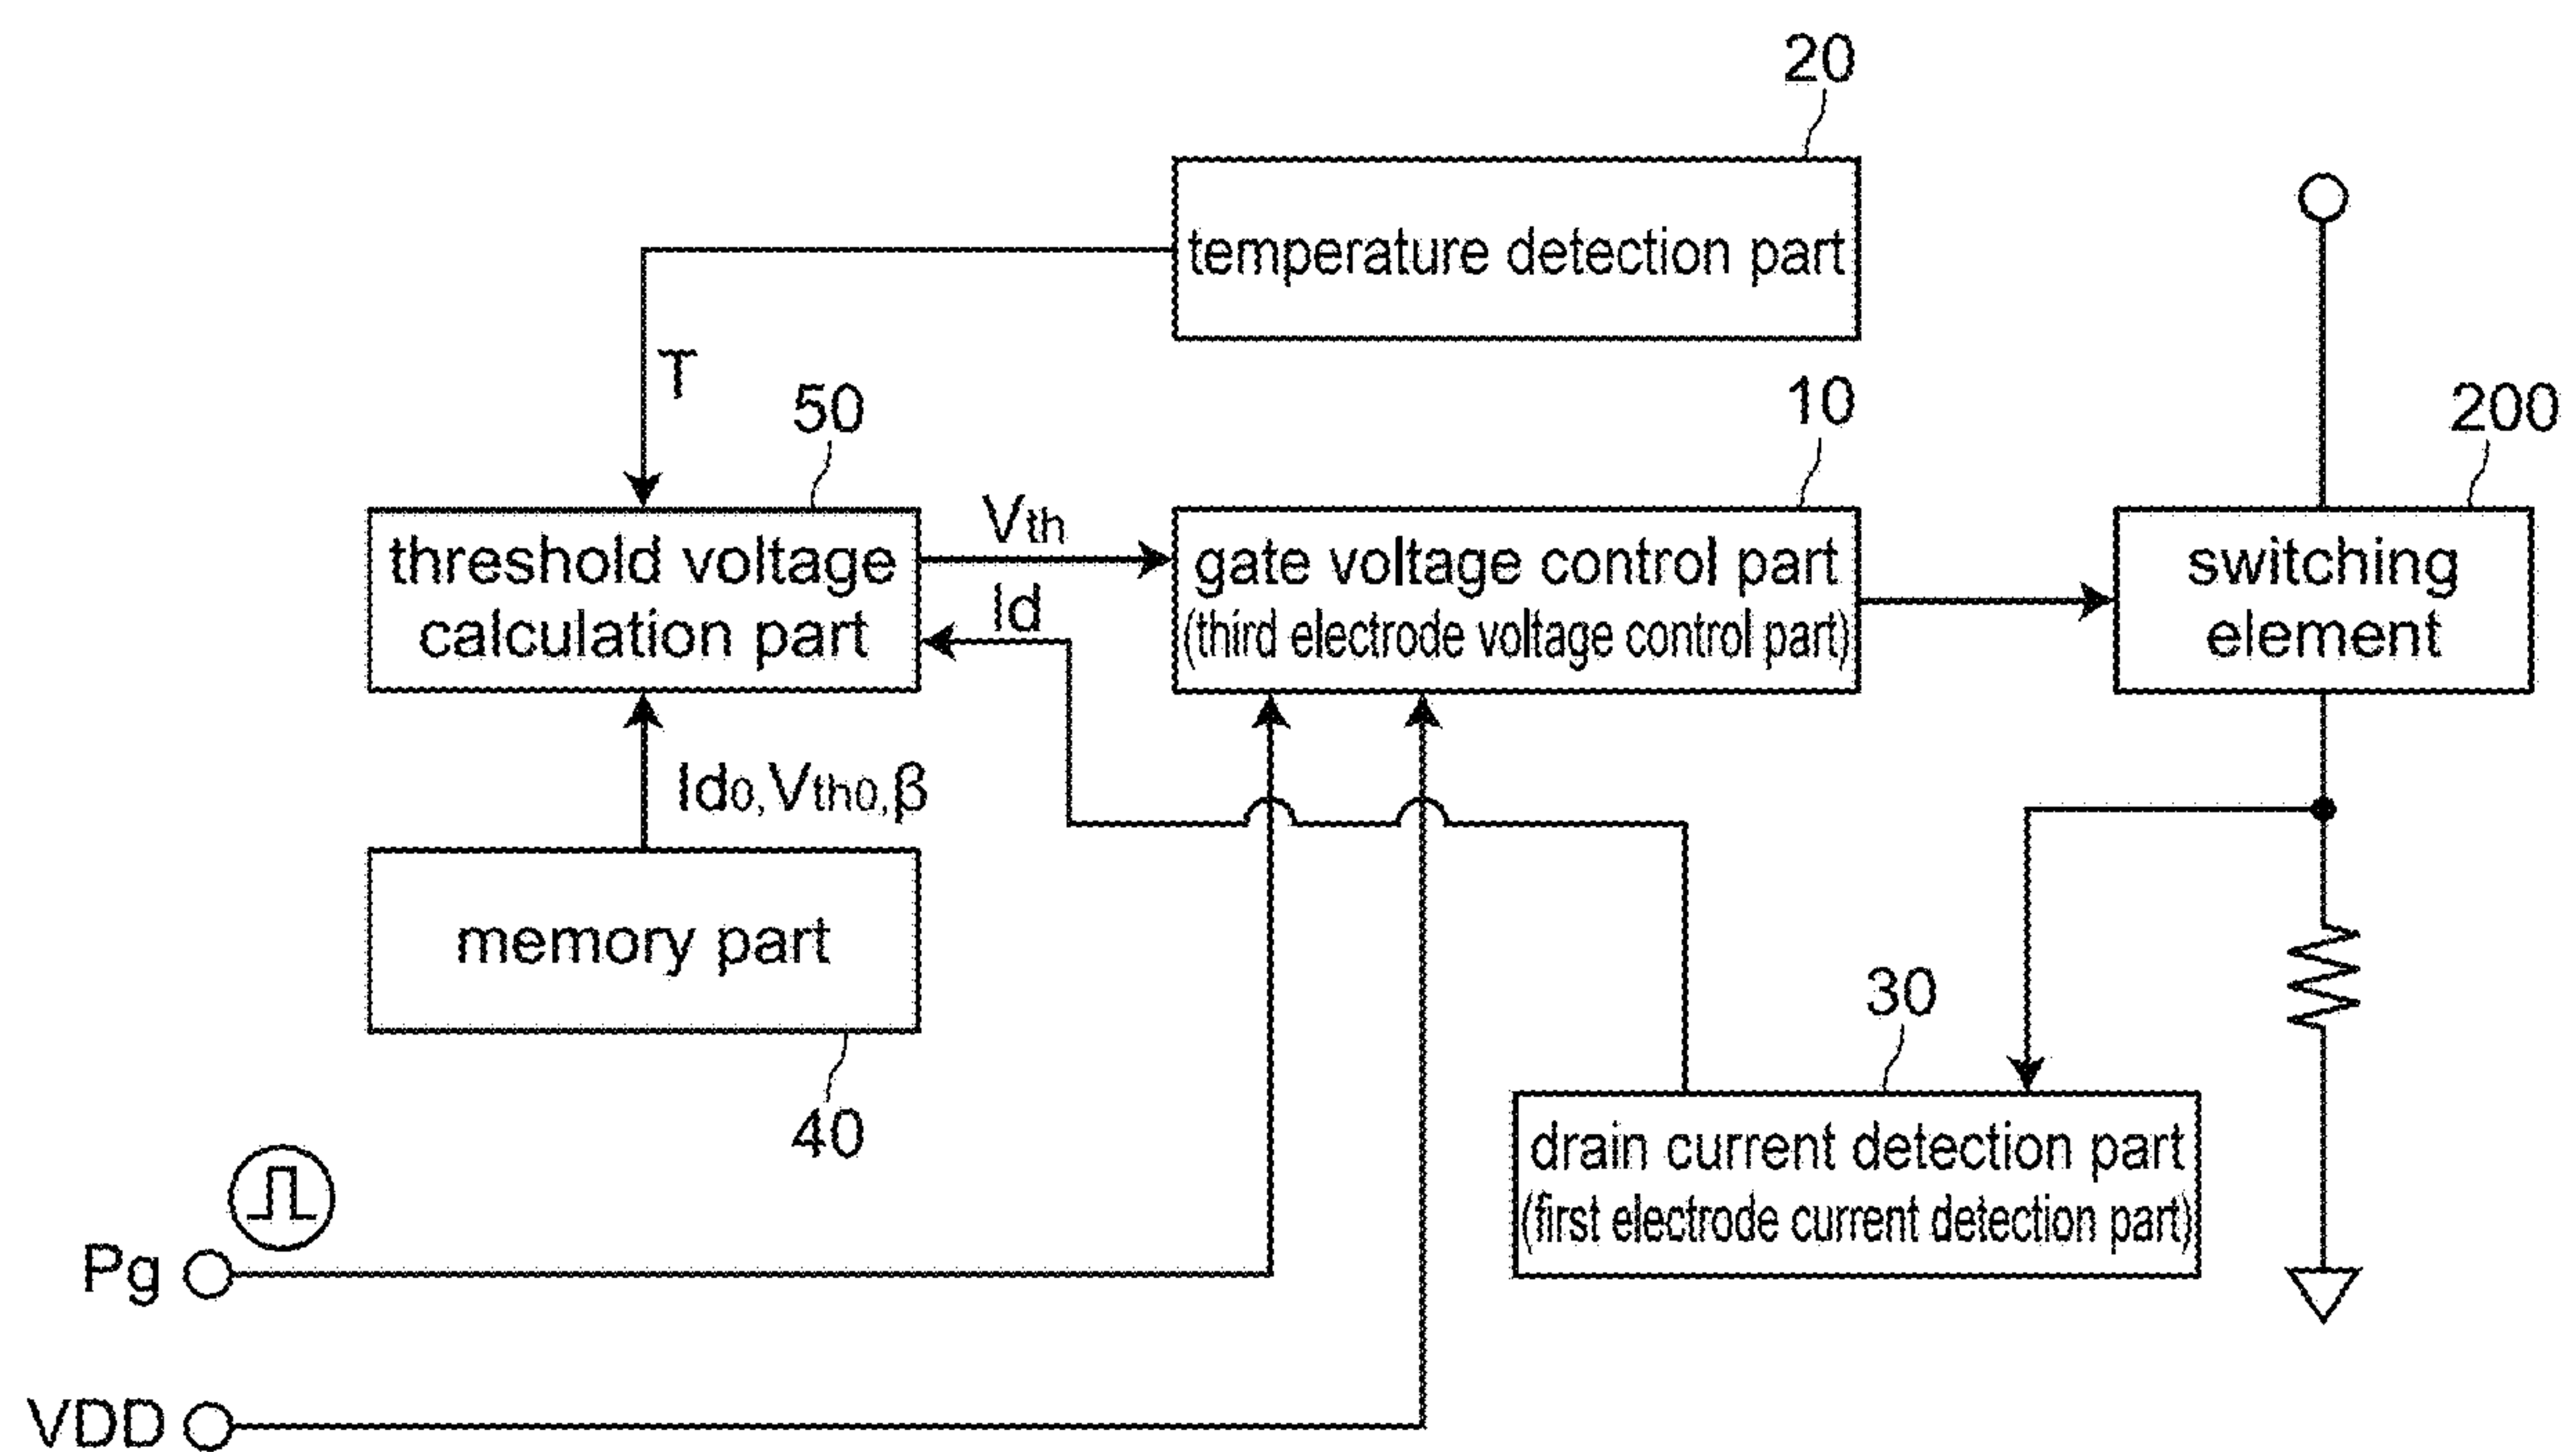 20
temperature detection part
T
50
10
200
Vth
threshold voltage
calculation part
gate voltage control part
(third electrode voltage control part)
switching
element
Id
Id0,Vth0,β
memory part
40
30
drain current detection part
(first electrode current detection part)
Pg
VDD